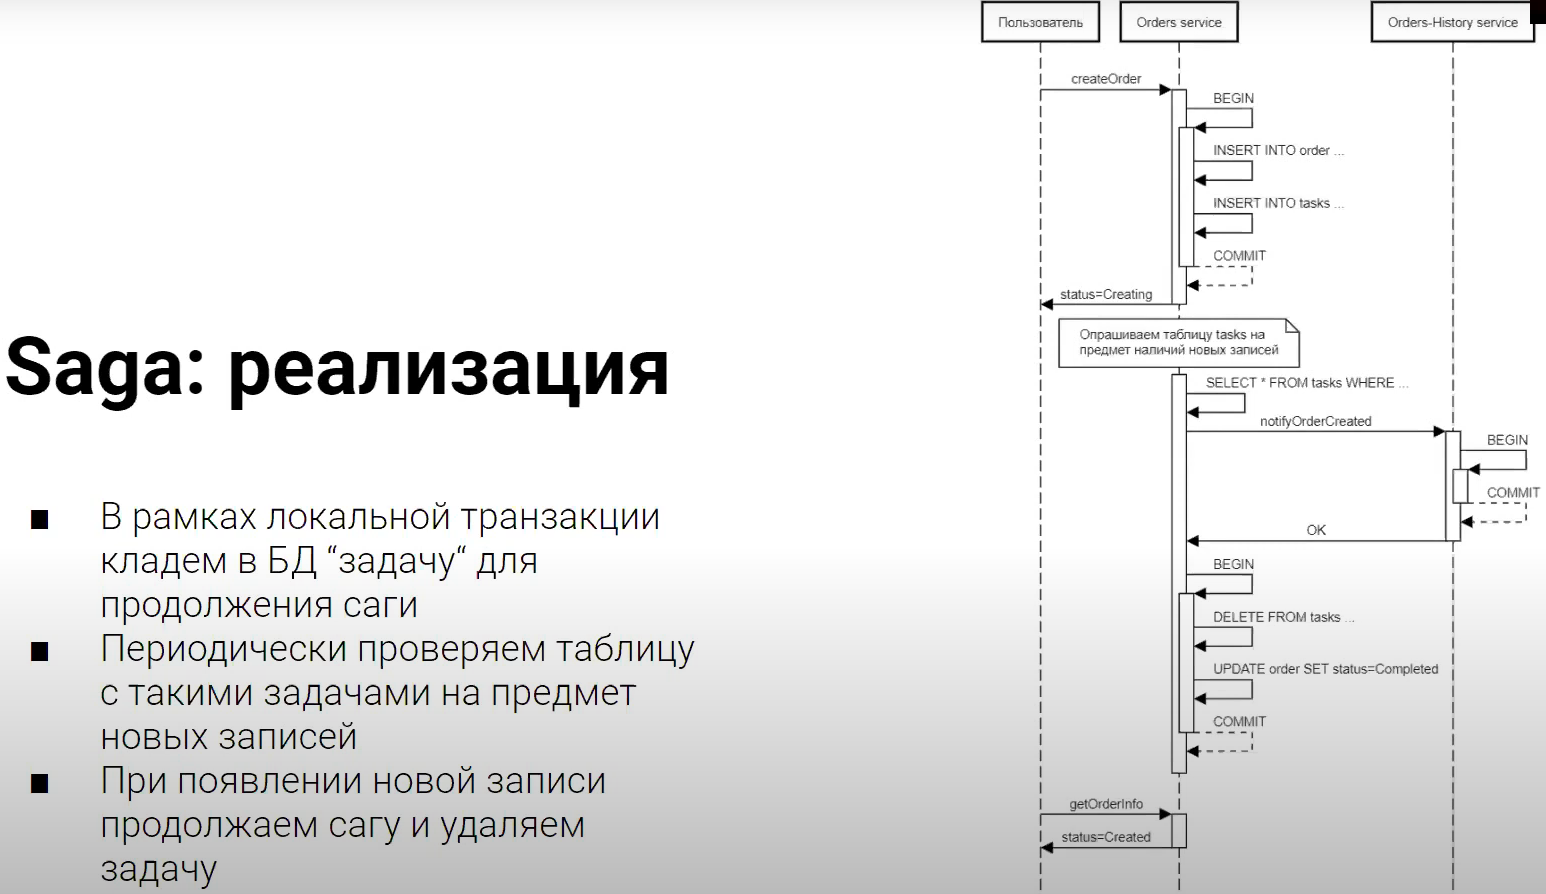 Saga: реализация
В рамках локальной транзакции
кладем в БД “задачу“ для
продолжения саги
Периодически проверяем таблицу
с такими задачами на предмет
новых записей
При появлении новой записи
продолжаем сагу и удаляем
задачу
Пользователь
Orders service
Orders-History service
createOrder
BEGIN
INSERT INTO order ...
INSERT INTO tasks ...
COMMIT
status=Creating
Опрашиваем таблицу tasks на
предмет наличий новых записей
SELECT * FROM tasks WHERE ...
notifyOrderCreated
BEGIN
COMMIT
OK
BEGIN
DELETE FROM tasks ...
UPDATE order SET status=Completed
COMMIT
getOrderInfo
status=Created